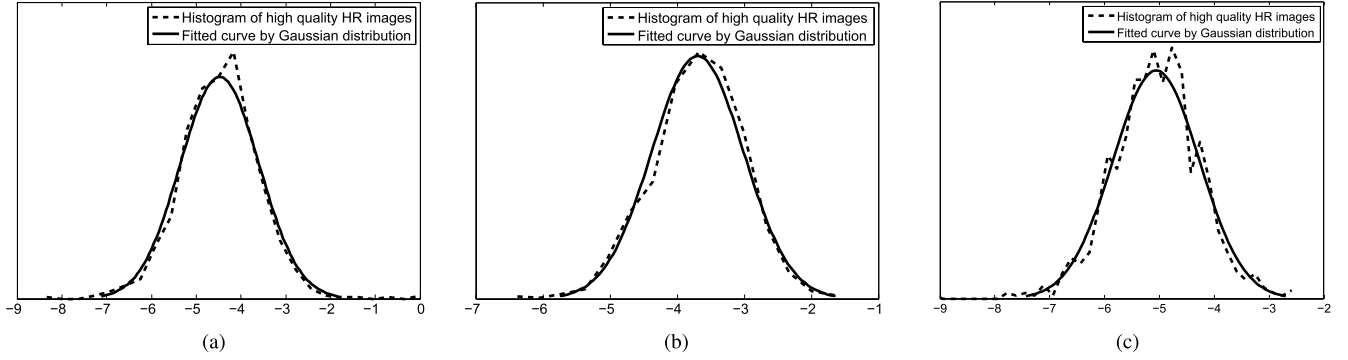 Histogram of high quality HR images
Fitted curve by Gaussian distribution
−9 −8 −7 −6 −5 −4 −3 −2 −1 0
(a)
Histogram of high quality HR images
Fitted curve by Gaussian distribution
−7 −6 −5 −4 −3 −2 −1
(b)
Histogram of high quality HR images
Fitted curve by Gaussian distribution
−9 −8 −7 −6 −5 −4 −3 −2
(c)